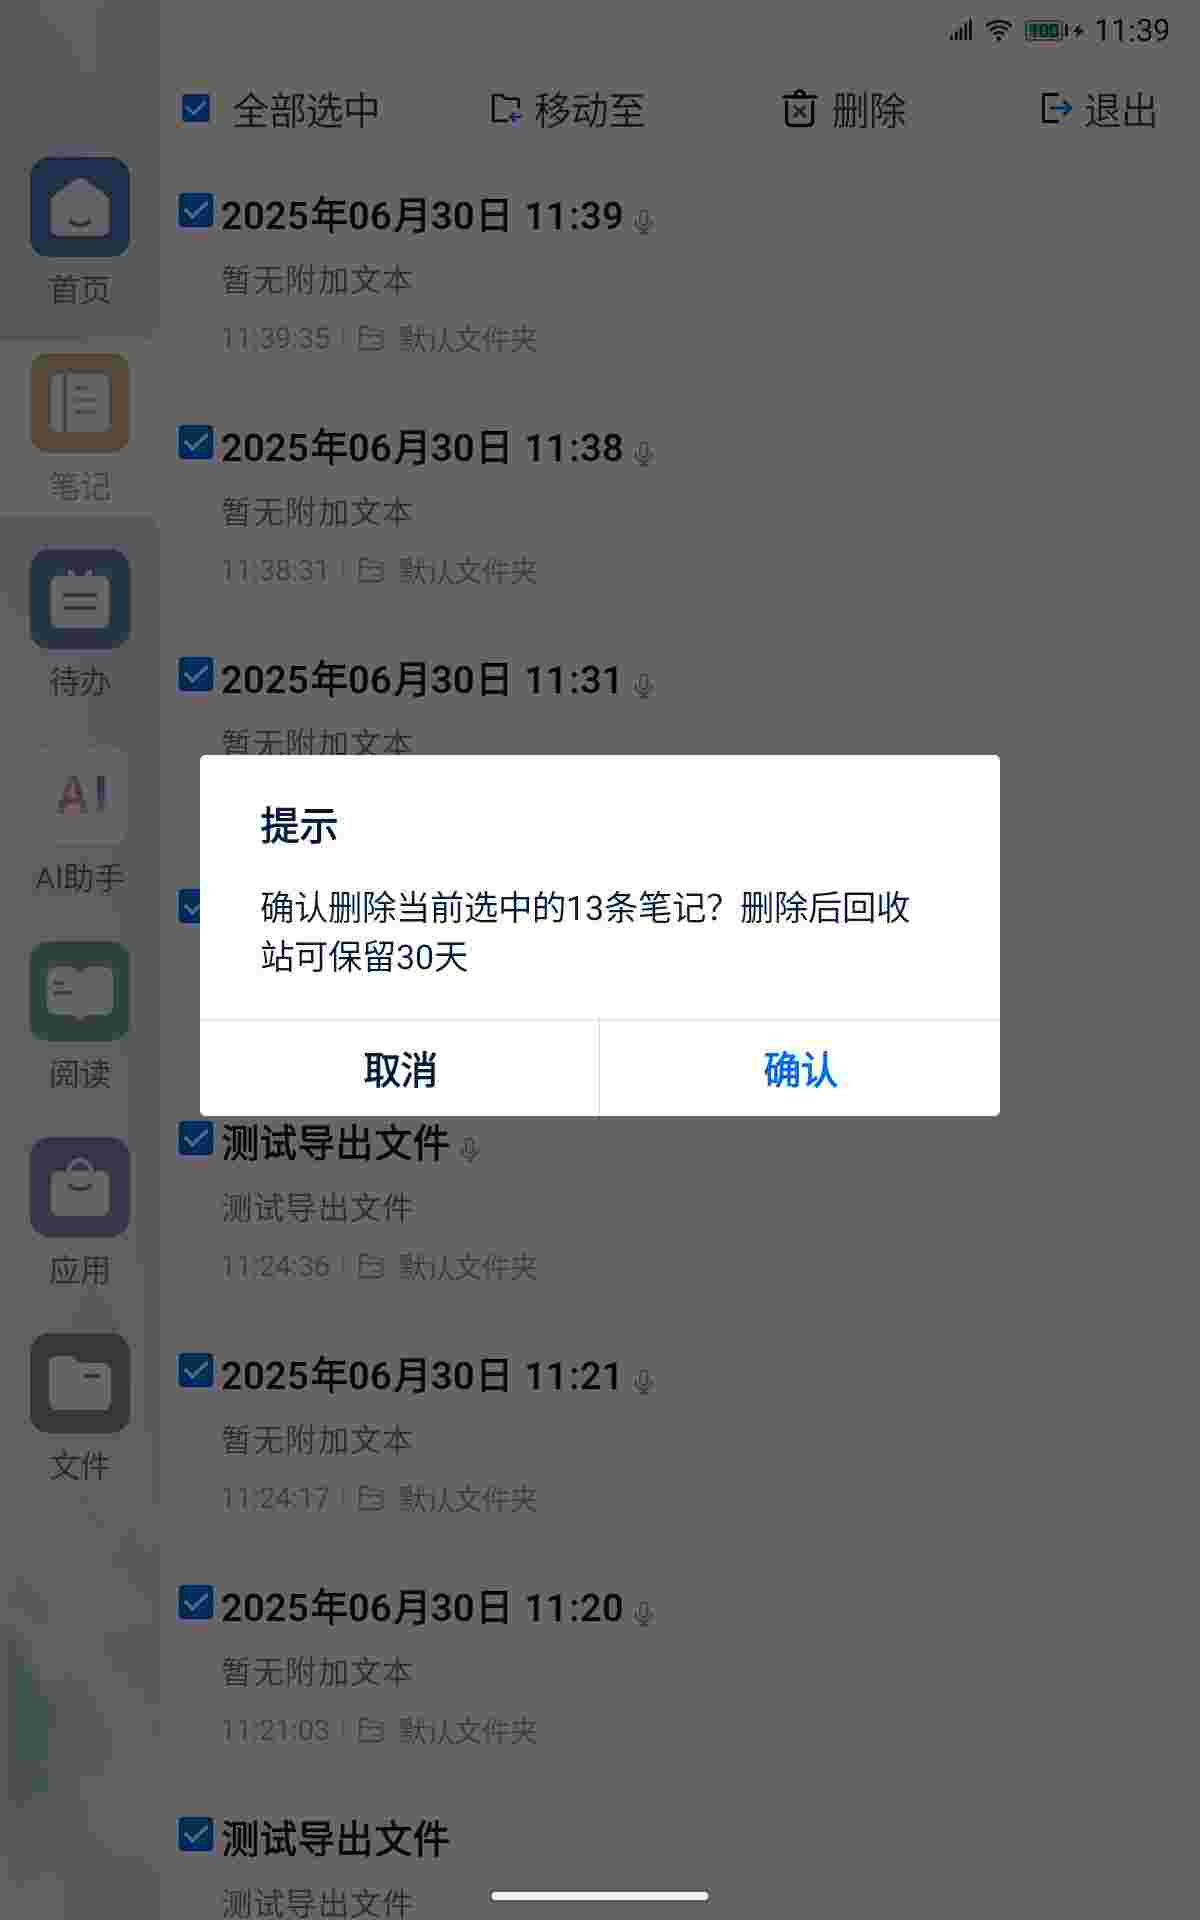 11:39
全部选中 移动至 删除 退出
首页
笔记
待办
AI
AI助手
阅读
应用
文件
2025年06月30日 11:39
暂无附加文本
11:39:35 默认文件夹
2025年06月30日 11:38
暂无附加文本
11:38:31 默认文件夹
2025年06月30日 11:31
暂无附加文本
提示
确认删除当前选中的13条笔记？删除后回收
站可保留30天
取消 确认
测试导出文件
测试导出文件
11:24:36 默认文件夹
2025年06月30日 11:21
暂无附加文本
11:24:17 默认文件夹
2025年06月30日 11:20
暂无附加文本
11:21:03 默认文件夹
测试导出文件
测试导出文件